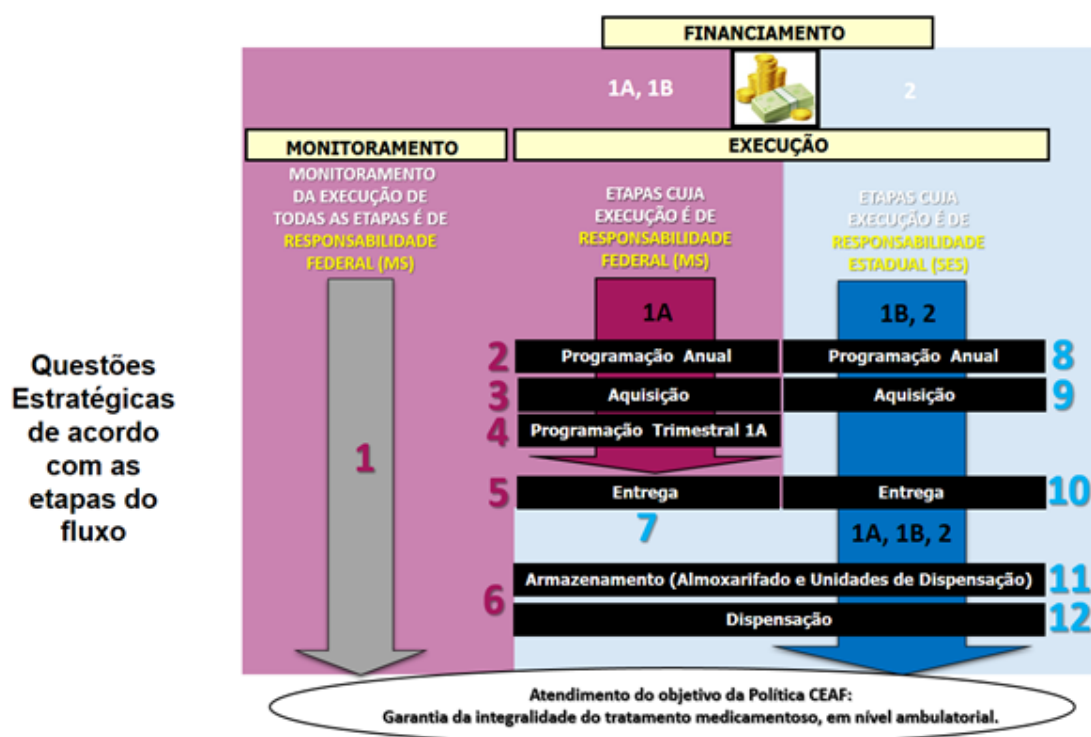 FINANCIAMENTO
1A, 1B
2
MONITORAMENTO
EXECUÇÃO
MONITORAMENTO
DA EXECUÇÃO DE
TODAS AS ETAPAS É DE
RESPONSABILIDADE
FEDERAL (MS)
ETAPAS CUJA
EXECUÇÃO É DE
RESPONSABILIDADE
FEDERAL (MS)
ETAPAS CUJA
EXECUÇÃO É DE
RESPONSABILIDADE
ESTADUAL (SES)
1A
1B, 2
Questões
Estratégicas
de acordo
com as
etapas do
fluxo
1
2
Programação Anual
Programação Anual
8
3
Aquisição
Aquisição
9
4
Programação Trimestral 1A
5
Entrega
Entrega
10
7
1A, 1B, 2
6
Armazenamento (Almoxarifado e Unidades de Dispensação)
11
Dispensação
12
Atendimento do objetivo da Política CEAF:
Garantia da integralidade do tratamento medicamentoso, em nível ambulatorial.